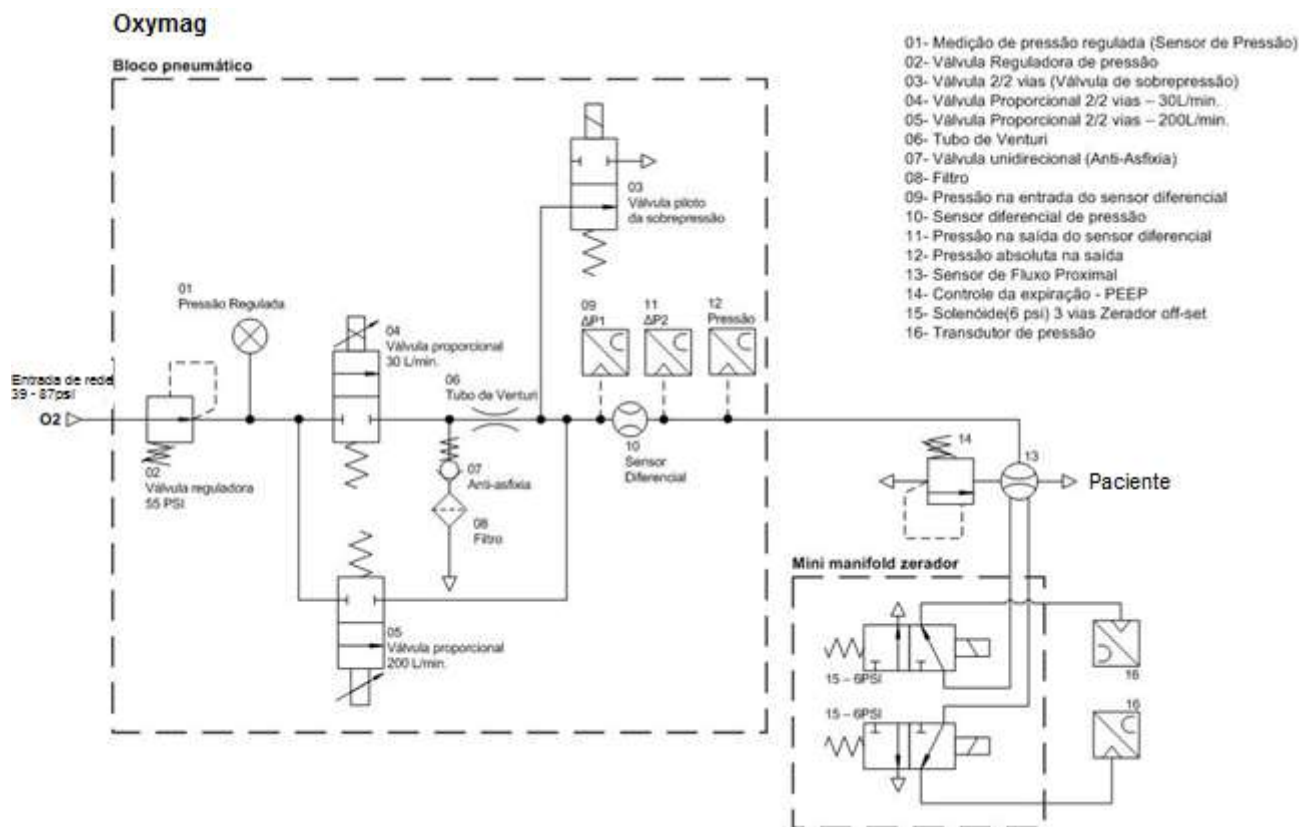 Oxymag
Bloco pneumático
01- Medição de pressão regulada (Sensor de Pressão)
02- Válvula Reguladora de pressão
03- Válvula 2/2 vias (Válvula de sobrepressão)
04- Válvula Proporcional 2/2 vias – 30L/min.
05- Válvula Proporcional 2/2 vias – 200L/min.
06- Tubo de Venturi
07- Válvula unidirecional (Anti-Asfixia)
08- Filtro
09- Pressão na entrada do sensor diferencial
10- Sensor diferencial de pressão
11- Pressão na saída do sensor diferencial
12- Pressão absoluta na saída
13- Sensor de Fluxo Proximal
14- Controle da expiração - PEEP
15- Solenóide(6 psi) 3 vias Zerador off-set
16- Transdutor de pressão
03
Válvula piloto
da sobrepressão
01
Pressão Regulada
04
Válvula proporcional
30 L/min.
09
ΔP1
11
ΔP2
12
Pressão
06
Tubo de Venturi
Entrada de rede
39 - 87psi
O2
02
Válvula reguladora
55 PSI
07
Anti-asfixia
08
Filtro
10
Sensor
Diferencial
14
13
Paciente
05
Válvula proporcional
200 L/min.
Mini manifold zerador
15 – 6PSI
16
15 – 6PSI
16